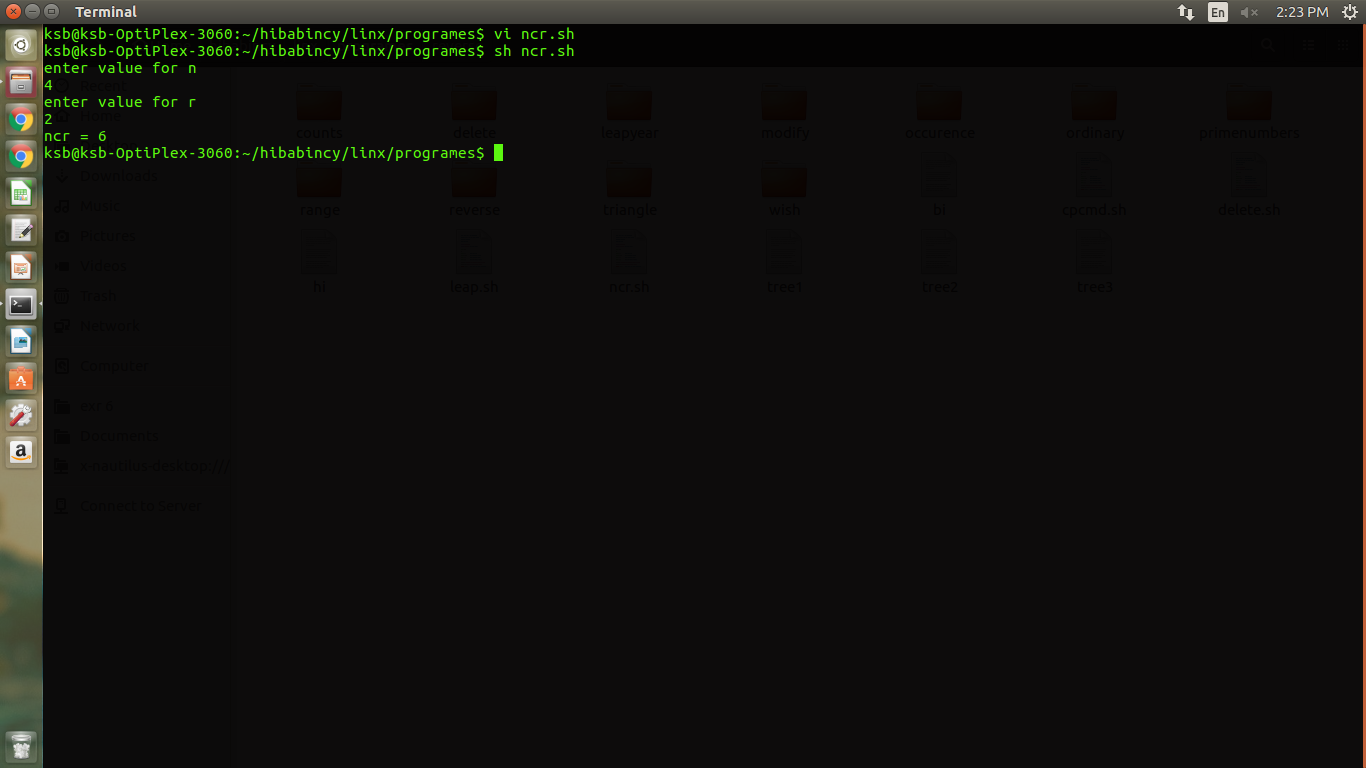 Terminal
En
2:23 PM
ksb@ksb-OptiPlex-3060:~/hibabincy/linx/programes$ vi ncr.sh
ksb@ksb-OptiPlex-3060:~/hibabincy/linx/programes$ sh ncr.sh
enter value for n
4
enter value for r
2
ncr = 6
ksb@ksb-OptiPlex-3060:~/hibabincy/linx/programes$
Home
counts delete leapyear modify occurence ordinary primenumbers
Downloads
Music
range reverse triangle wish bi cpcmd.sh delete.sh
Pictures
Videos
hi leap.sh ncr.sh tree1 tree2 tree3
Trash
Network
Computer
Documents
x-nautilus-desktop:///
Connect to Server
a